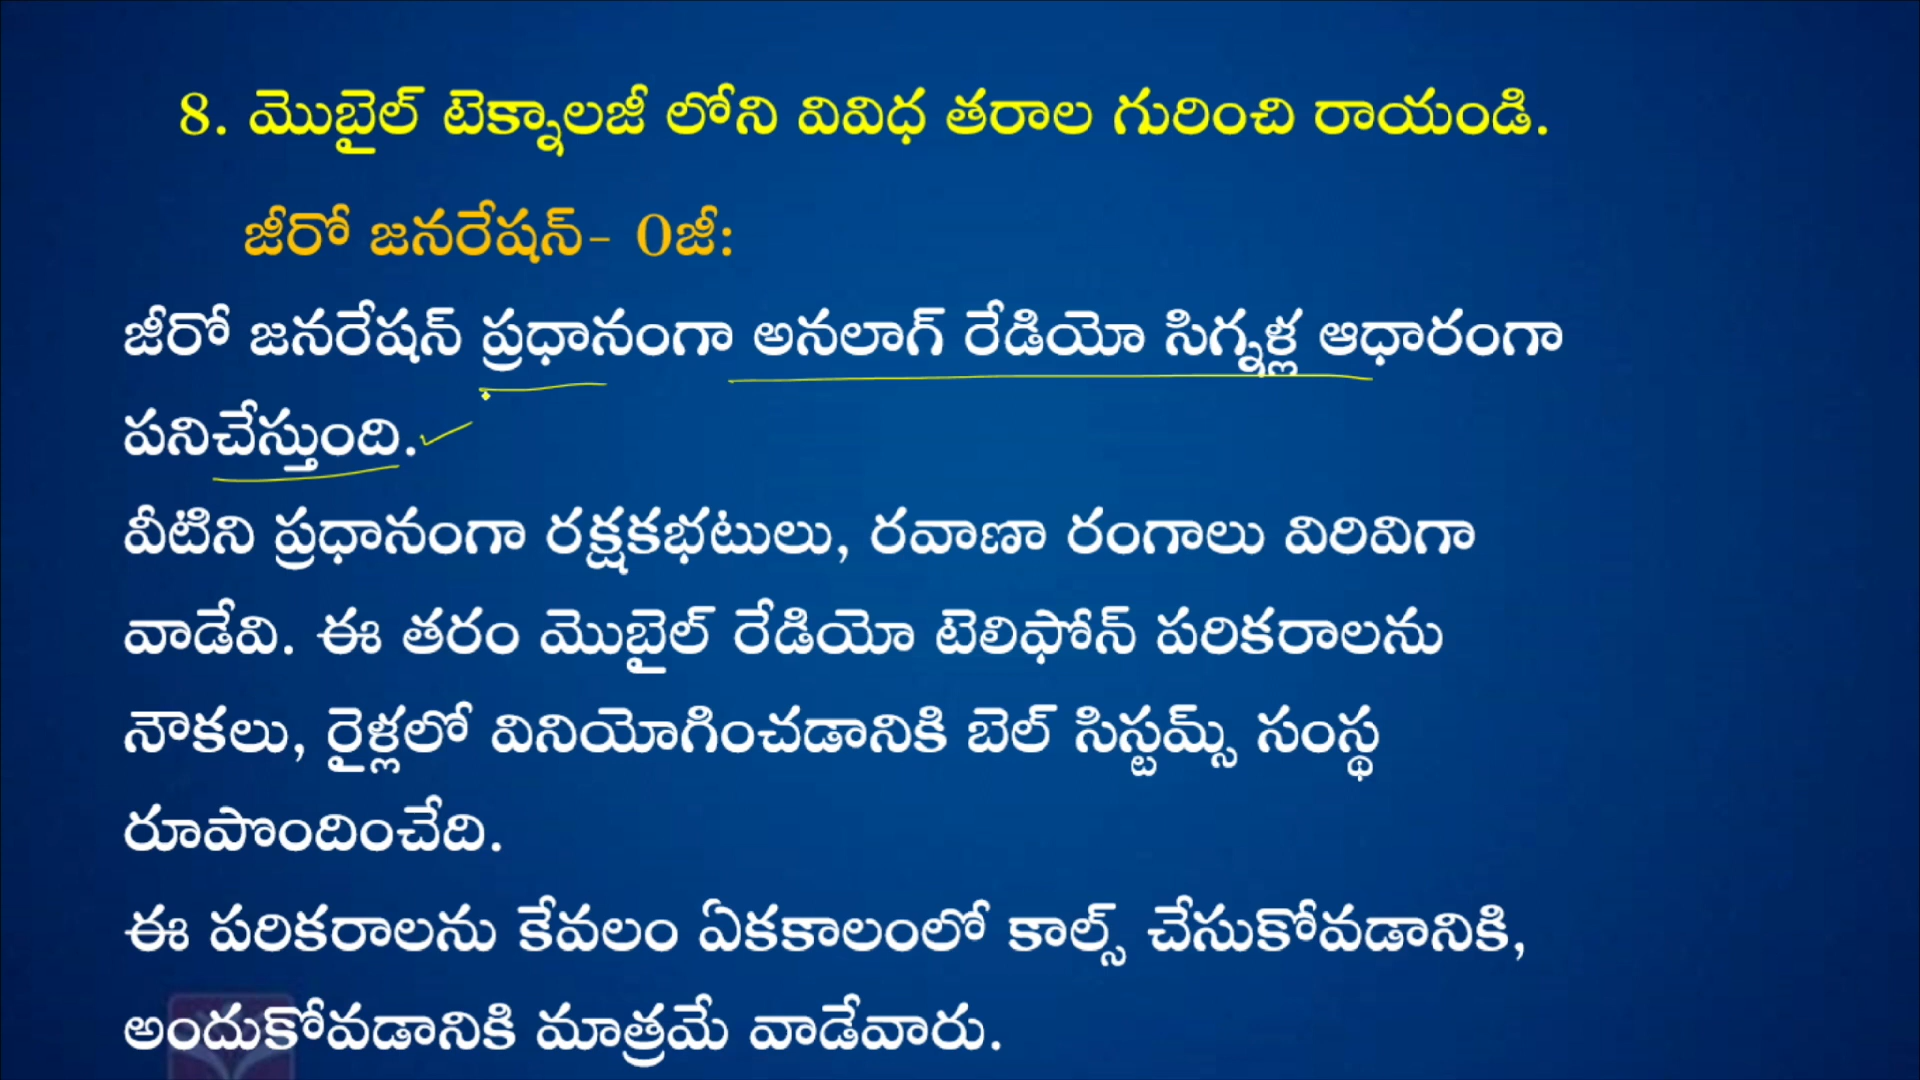 8. మొబైల్ టెక్నాలజీ లోని వివిధ తరాల గురించి రాయండి.
జీరో జనరేషన్- 0జీ:
జీరో జనరేషన్ ప్రధానంగా అనలాగ్ రేడియో సిగ్నళ్ల ఆధారంగా
పనిచేస్తుంది.
వీటిని ప్రధానంగా రక్షకభటులు, రవాణా రంగాలు విరివిగా
వాడేవి. ఈ తరం మొబైల్ రేడియో టెలిఫోన్ పరికరాలను
నౌకలు, రైళ్లలో వినియోగించడానికి బెల్ సిస్టమ్స్ సంస్థ
రూపొందించేది.
ఈ పరికరాలను కేవలం ఏకకాలంలో కాల్స్ చేసుకోవడానికి,
అందుకోవడానికి మాత్రమే వాడేవారు.